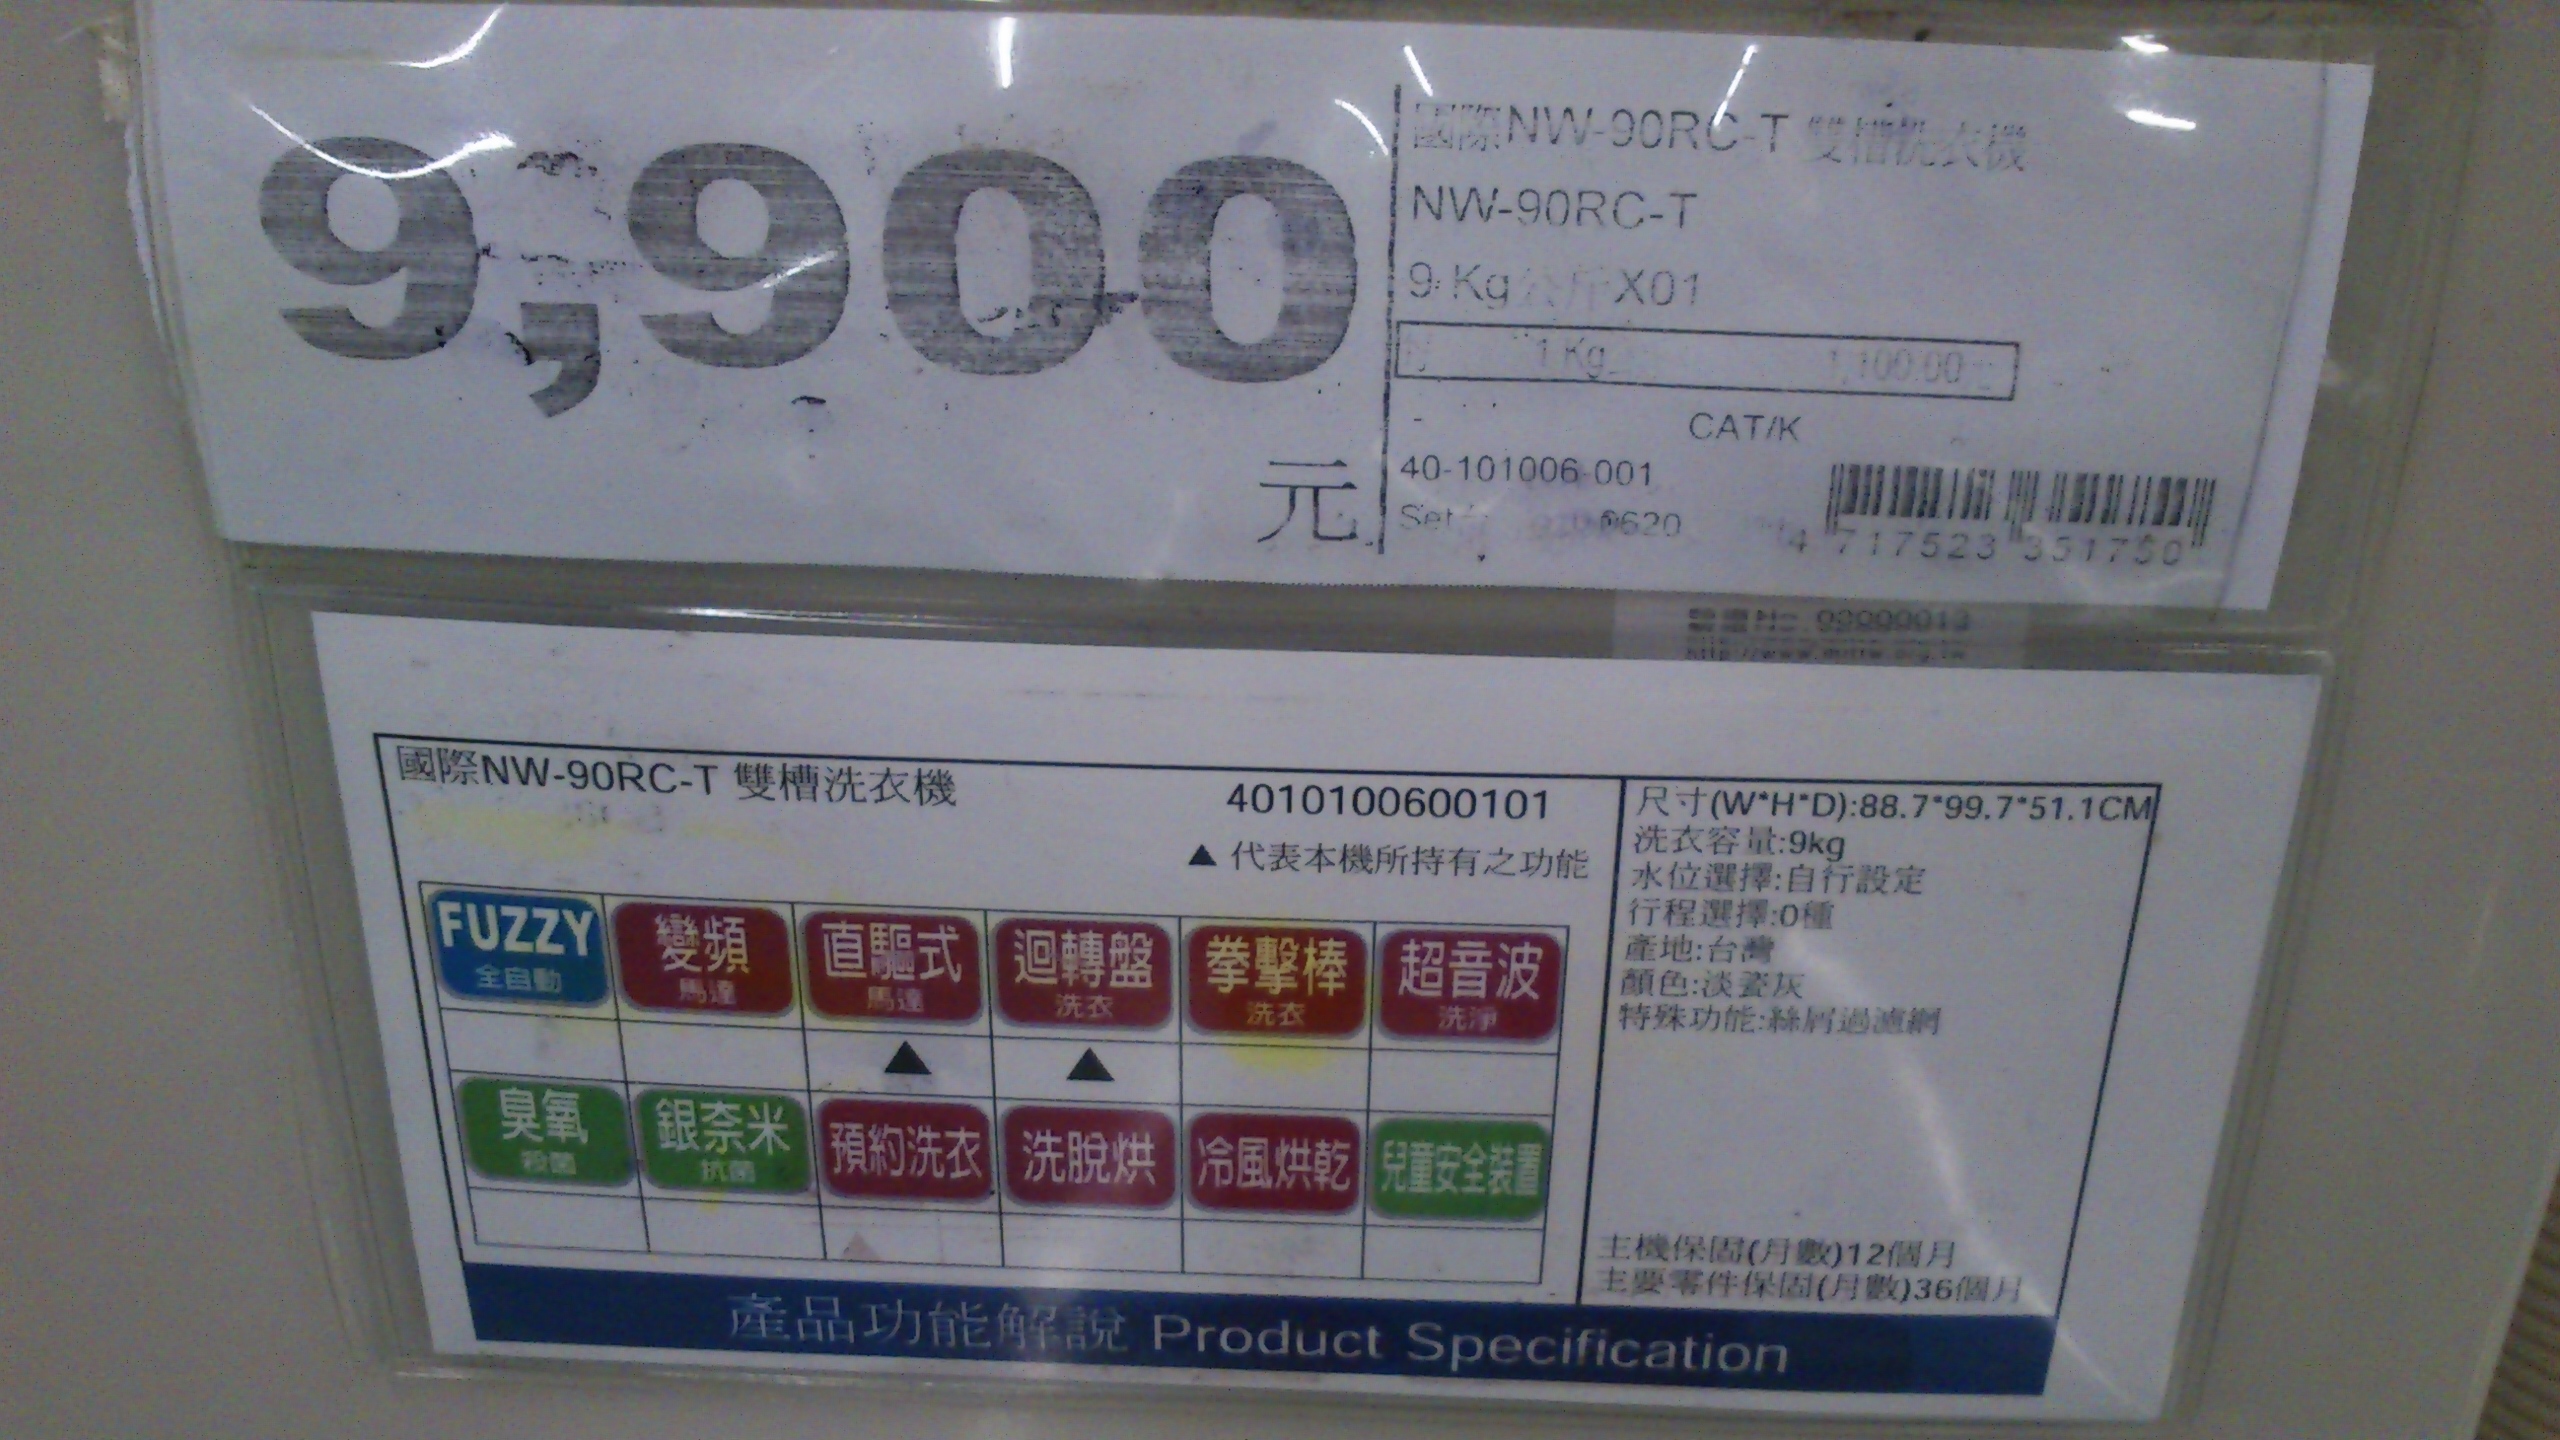 9,900
元
國際NW-90RC-T 雙槽洗衣機
NW-90RC-T
9 Kg公斤X01
1 Kg 1,100.00
CAT/K
40-101006-001
Set
4 717523 351750
國際NW-90RC-T 雙槽洗衣機
4010100600101
▲ 代表本機所持有之功能
FUZZY 變頻 直驅式 迴轉盤 拳擊棒 超音波
全自動 馬達 馬達 洗衣 洗衣 洗淨
▲ ▲
臭氧 銀奈米 預約洗衣 洗脫烘 冷風烘乾 兒童安全裝置
殺菌 抗菌
尺寸(W*H*D):88.7*99.7*51.1CM
洗衣容量:9kg
水位選擇:自行設定
行程選擇:0種
產地:台灣
顏色:淡瓷灰
特殊功能:絲屑過濾網
主機保固(月數)12個月
主要零件保固(月數)36個月
產品功能解說 Product Specification